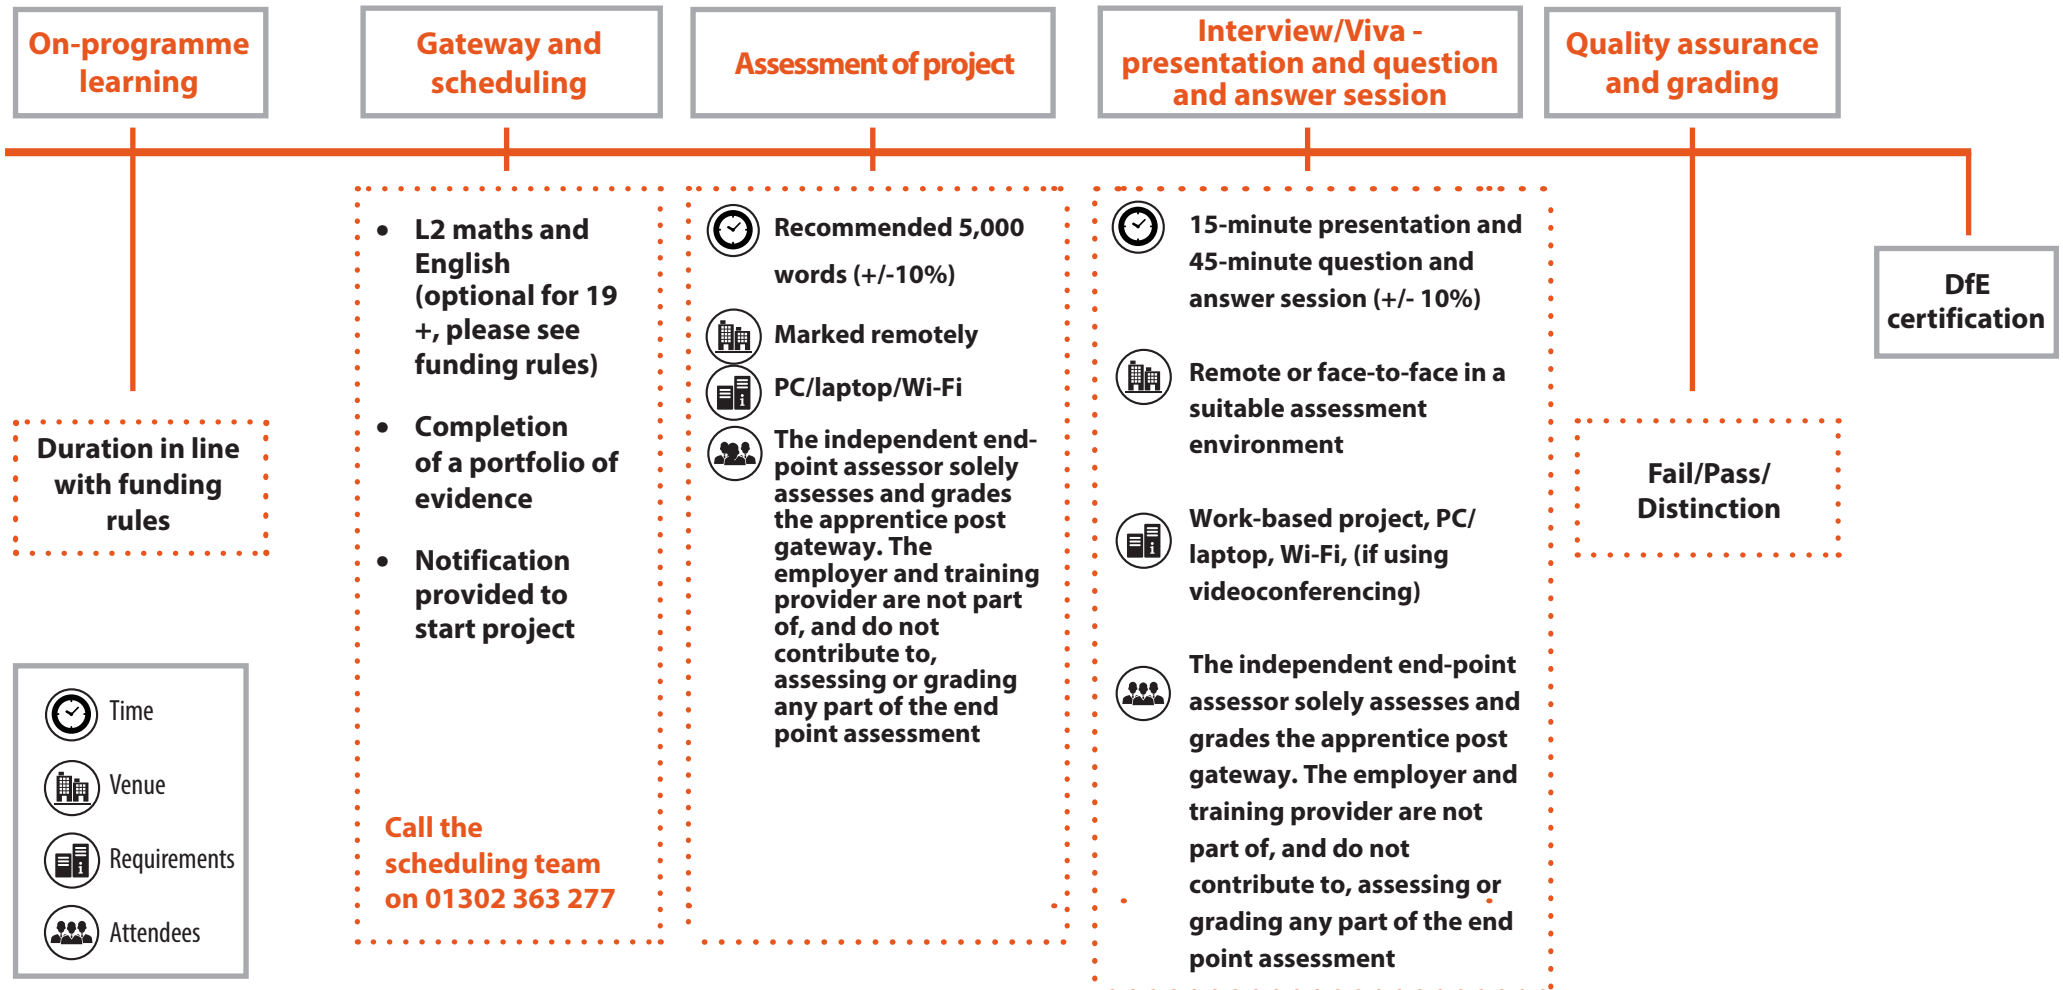 On-programme
learning
Gateway and
scheduling
Assessment of project
Interview/Viva -
presentation and question
and answer session
Quality assurance
and grading
Duration in line
with funding
rules
• L2 maths and
English
(optional for 19
+, please see
funding rules)
• Completion
of a portfolio of
evidence
• Notification
provided to
start project
Call the
scheduling team
on 01302 363 277
Recommended 5,000
words (+/-10%)
Marked remotely
PC/laptop/Wi-Fi
The independent end-
point assessor solely
assesses and grades
the apprentice post
gateway. The
employer and training
provider are not part
of, and do not
contribute to,
assessing or grading
any part of the end
point assessment
15-minute presentation and
45-minute question and
answer session (+/- 10%)
Remote or face-to-face in a
suitable assessment
environment
Work-based project, PC/
laptop, Wi-Fi, (if using
videoconferencing)
The independent end-point
assessor solely assesses and
grades the apprentice post
gateway. The employer and
training provider are not
part of, and do not
contribute to, assessing or
grading any part of the end
point assessment
Fail/Pass/
Distinction
DfE
certification
Time
Venue
Requirements
Attendees